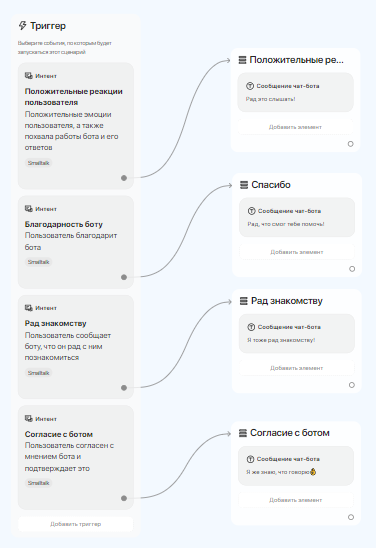 Триггер
Выберите события, по которым будет
запускаться этот сценарий
Интент
Положительные реакции
пользователя
Положительные эмоции
пользователя, а также
похвала работы бота и его
ответов
Smalltalk
Интент
Благодарность боту
Пользователь благодарит
бота
Smalltalk
Интент
Рад знакомству
Пользователь сообщает
боту, что он рад с ним
познакомиться
Smalltalk
Интент
Согласие с ботом
Пользователь согласен с
мнением бота и
подтверждает это
Smalltalk
Добавить триггер
Положительные ре...
Сообщение чат-бота
Рад это слышать!
Добавить элемент
Спасибо
Сообщение чат-бота
Рад, что смог тебе помочь!
Добавить элемент
Рад знакомству
Сообщение чат-бота
Я тоже рад знакомству!
Добавить элемент
Согласие с ботом
Сообщение чат-бота
Я же знаю, что говорю👌
Добавить элемент